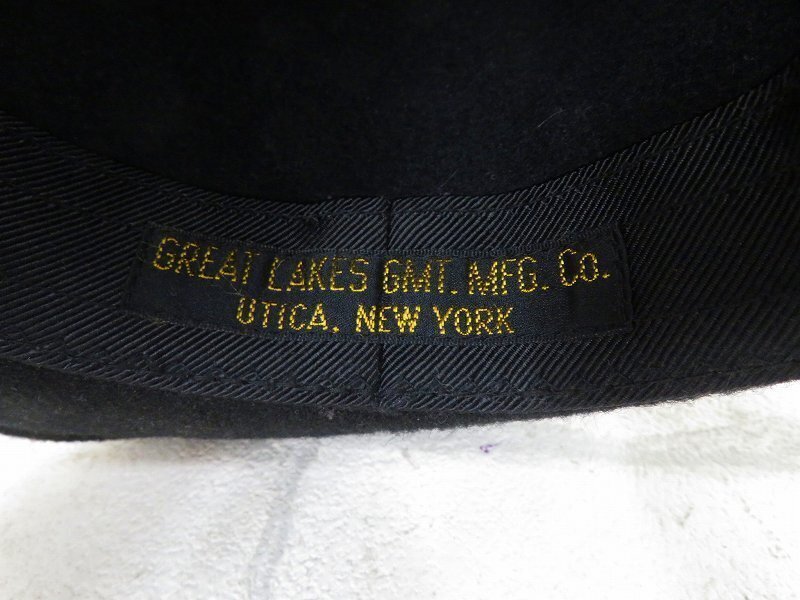 GREAT LAKES GMT. MFG. Co.
UTICA, NEW YORK